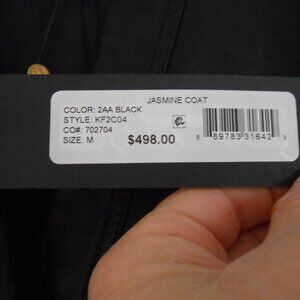 JASMINE COAT
COLOR: 2AA BLACK
STYLE: KF2C04
CO#: 702704
SIZE: M
$498.00
8 89783 31642 9